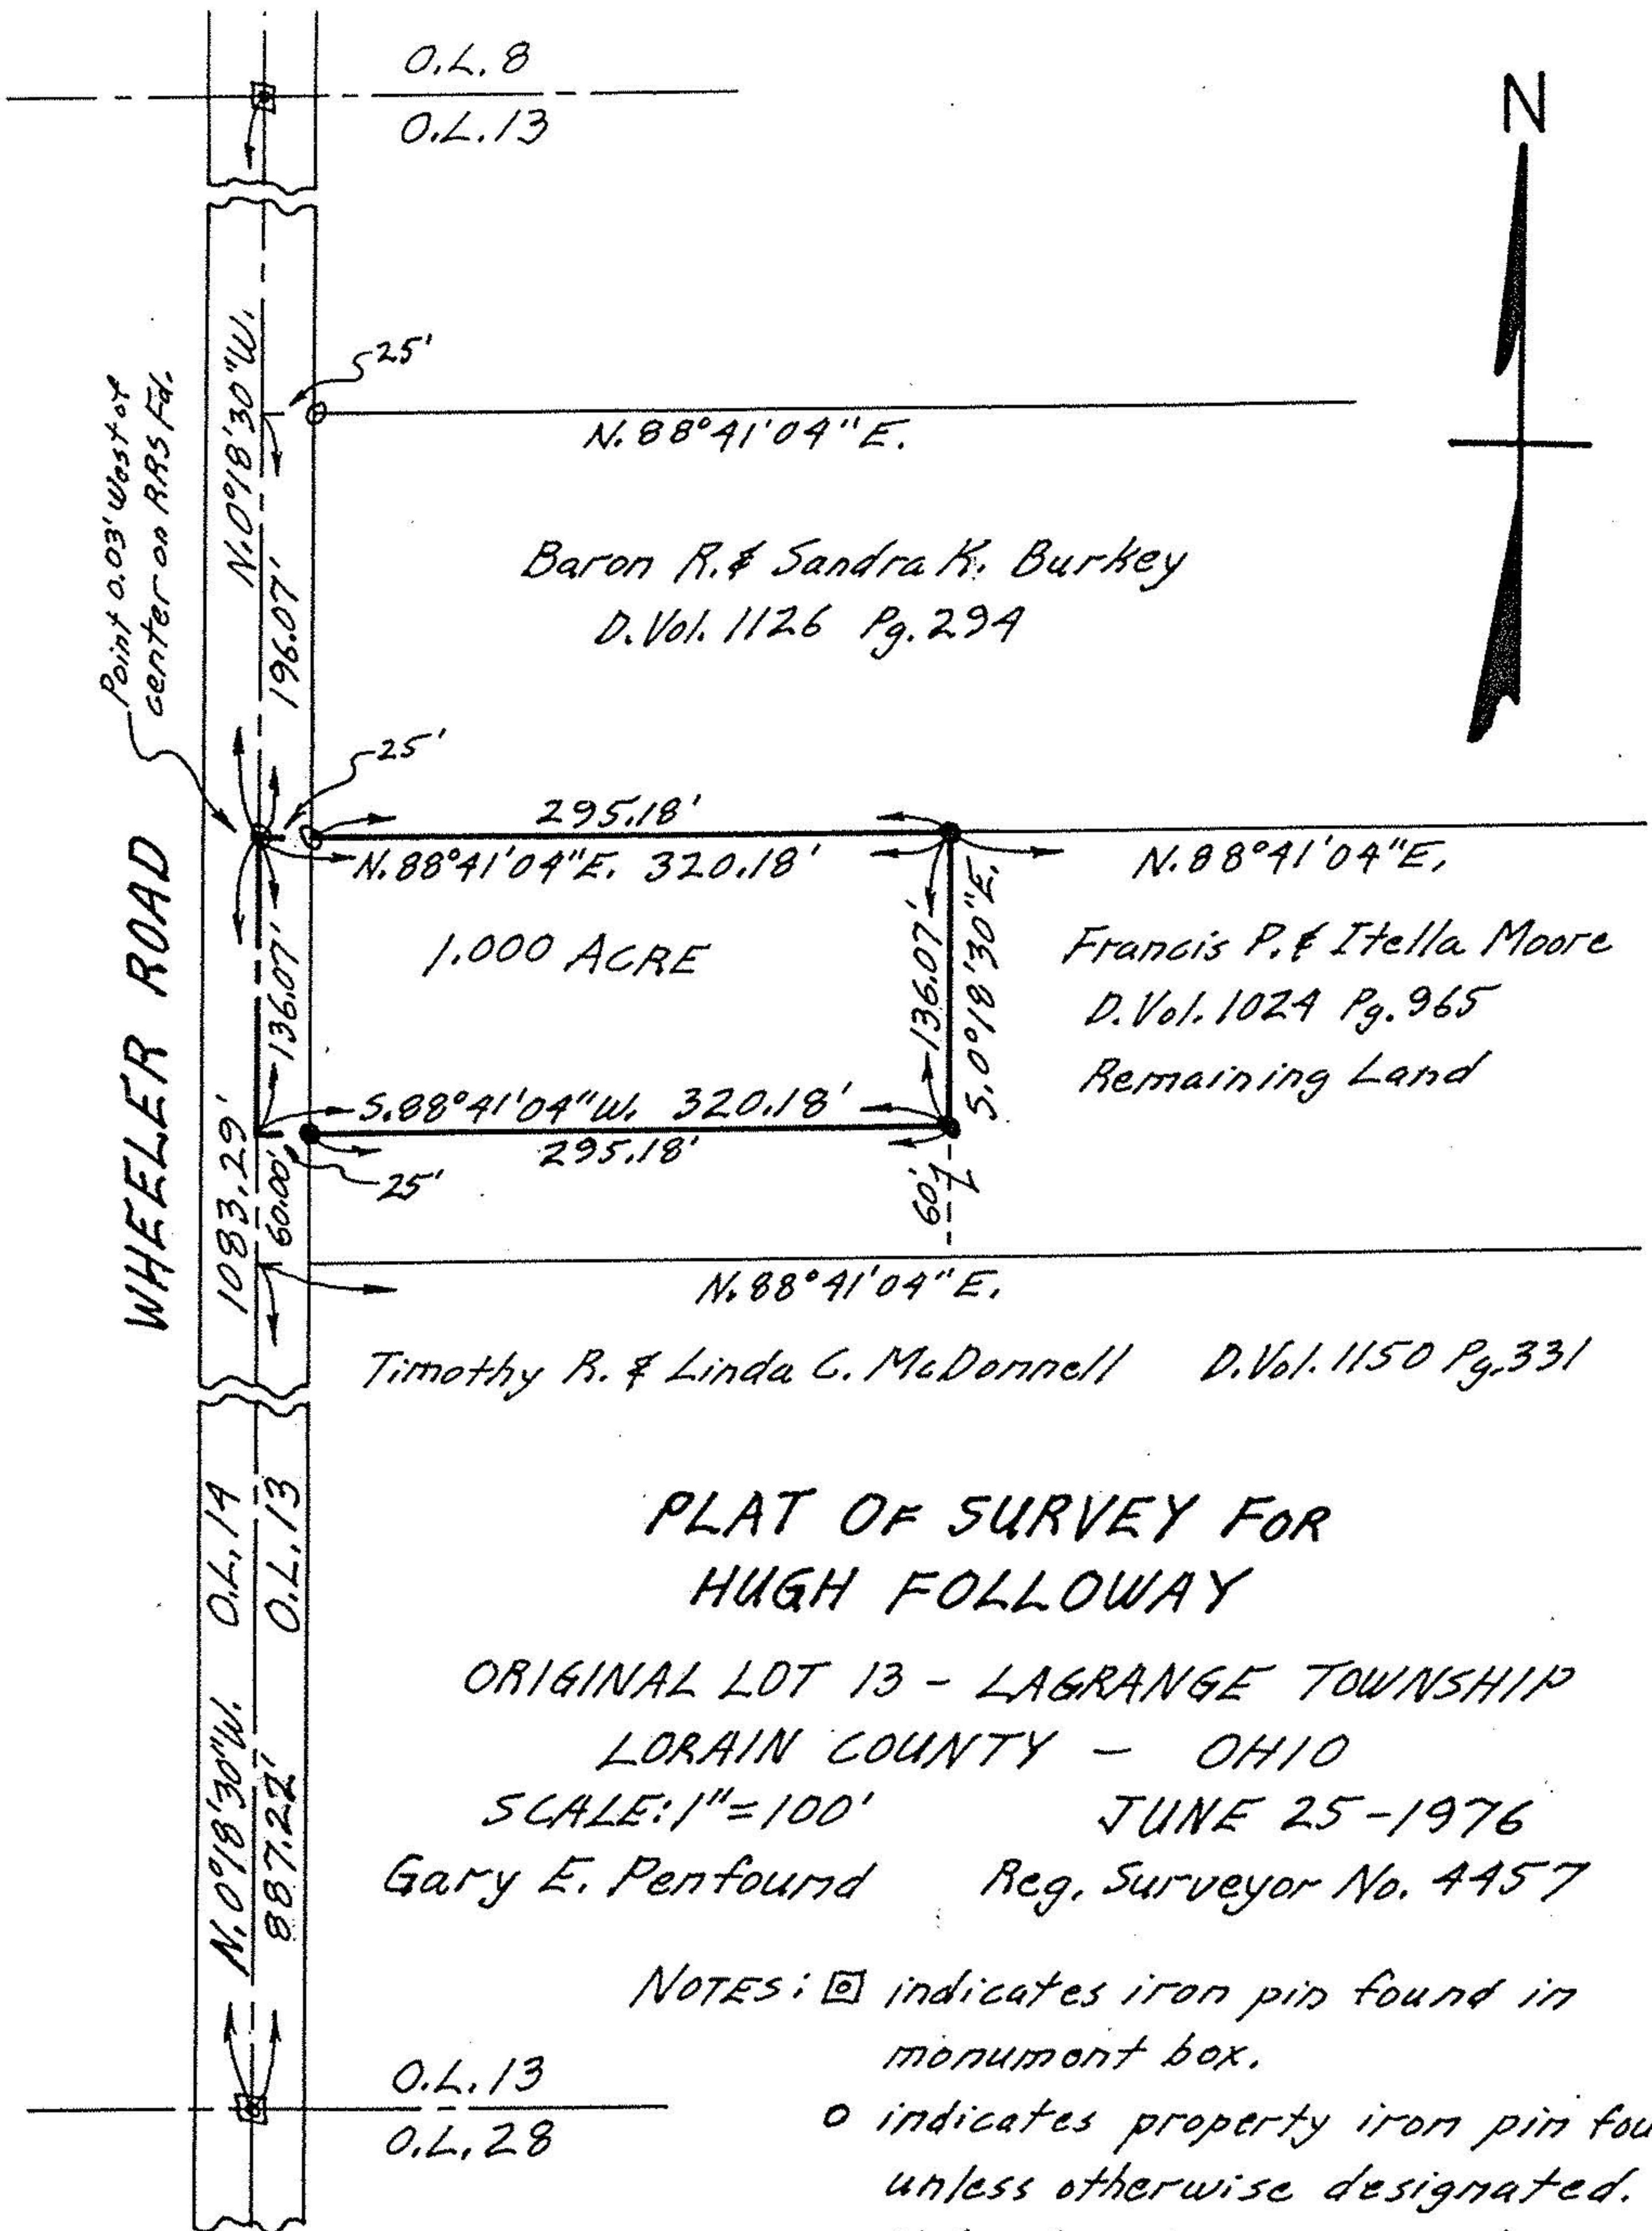 O.L. 8
O.L. 13
N
N.0°18'30"W.
196.07'
25'
N.88°41'04"E.
Point 0.03' West of
center on RRS Fd.
Baron R. & Sandra K. Burkey
D.Vol. 1126 Pg. 294
25'
295.18'
N.88°41'04"E. 320.18'
N.88°41'04"E.
WHEELER ROAD
136.07'
1.000 ACRE
136.07'
S.0°18'30"E.
Francis P. & Itella Moore
D.Vol. 1024 Pg. 965
Remaining Land
S.88°41'04"W. 320.18'
295.18'
25'
1083.29'
60.00'
60'
N.88°41'04"E.
Timothy R. & Linda C. McDonnell D.Vol. 1150 Pg. 331
O.L. 14
O.L. 13
PLAT OF SURVEY FOR
HUGH FOLLOWAY
ORIGINAL LOT 13 - LAGRANGE TOWNSHIP
LORAIN COUNTY - OHIO
SCALE: 1"=100' JUNE 25-1976
Gary E. Penfound Reg. Surveyor No. 4457
N.0°18'30"W.
887.22'
NOTES: indicates iron pin found in
monument box.
O.L. 13
O.L. 28
o indicates property iron pin fou
unless otherwise designated.